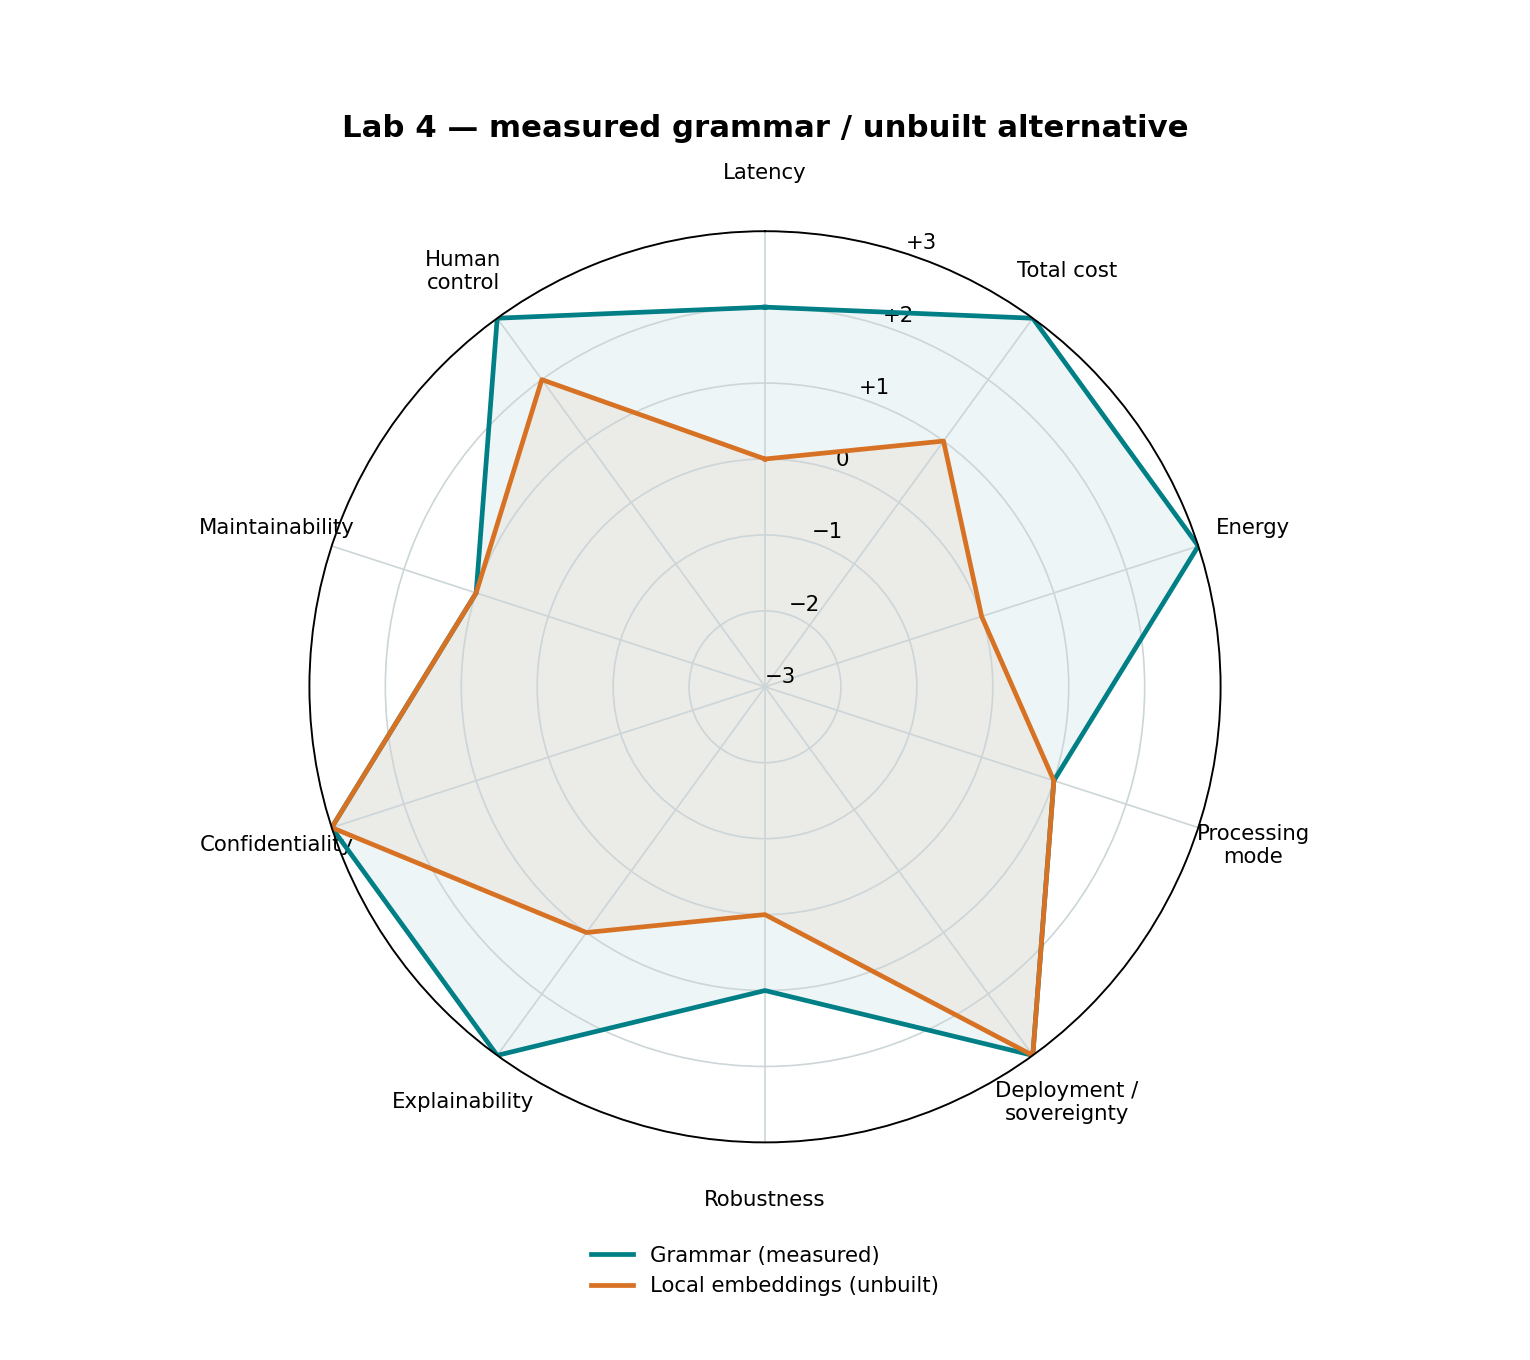 Lab 4 — measured grammar / unbuilt alternative
Latency
+3
Total cost
Human
control
+2
+1
0
Maintainability
Energy
−1
−2
−3
Confidentiality
Processing
mode
Explainability
Deployment /
sovereignty
Robustness
Grammar (measured)
Local embeddings (unbuilt)